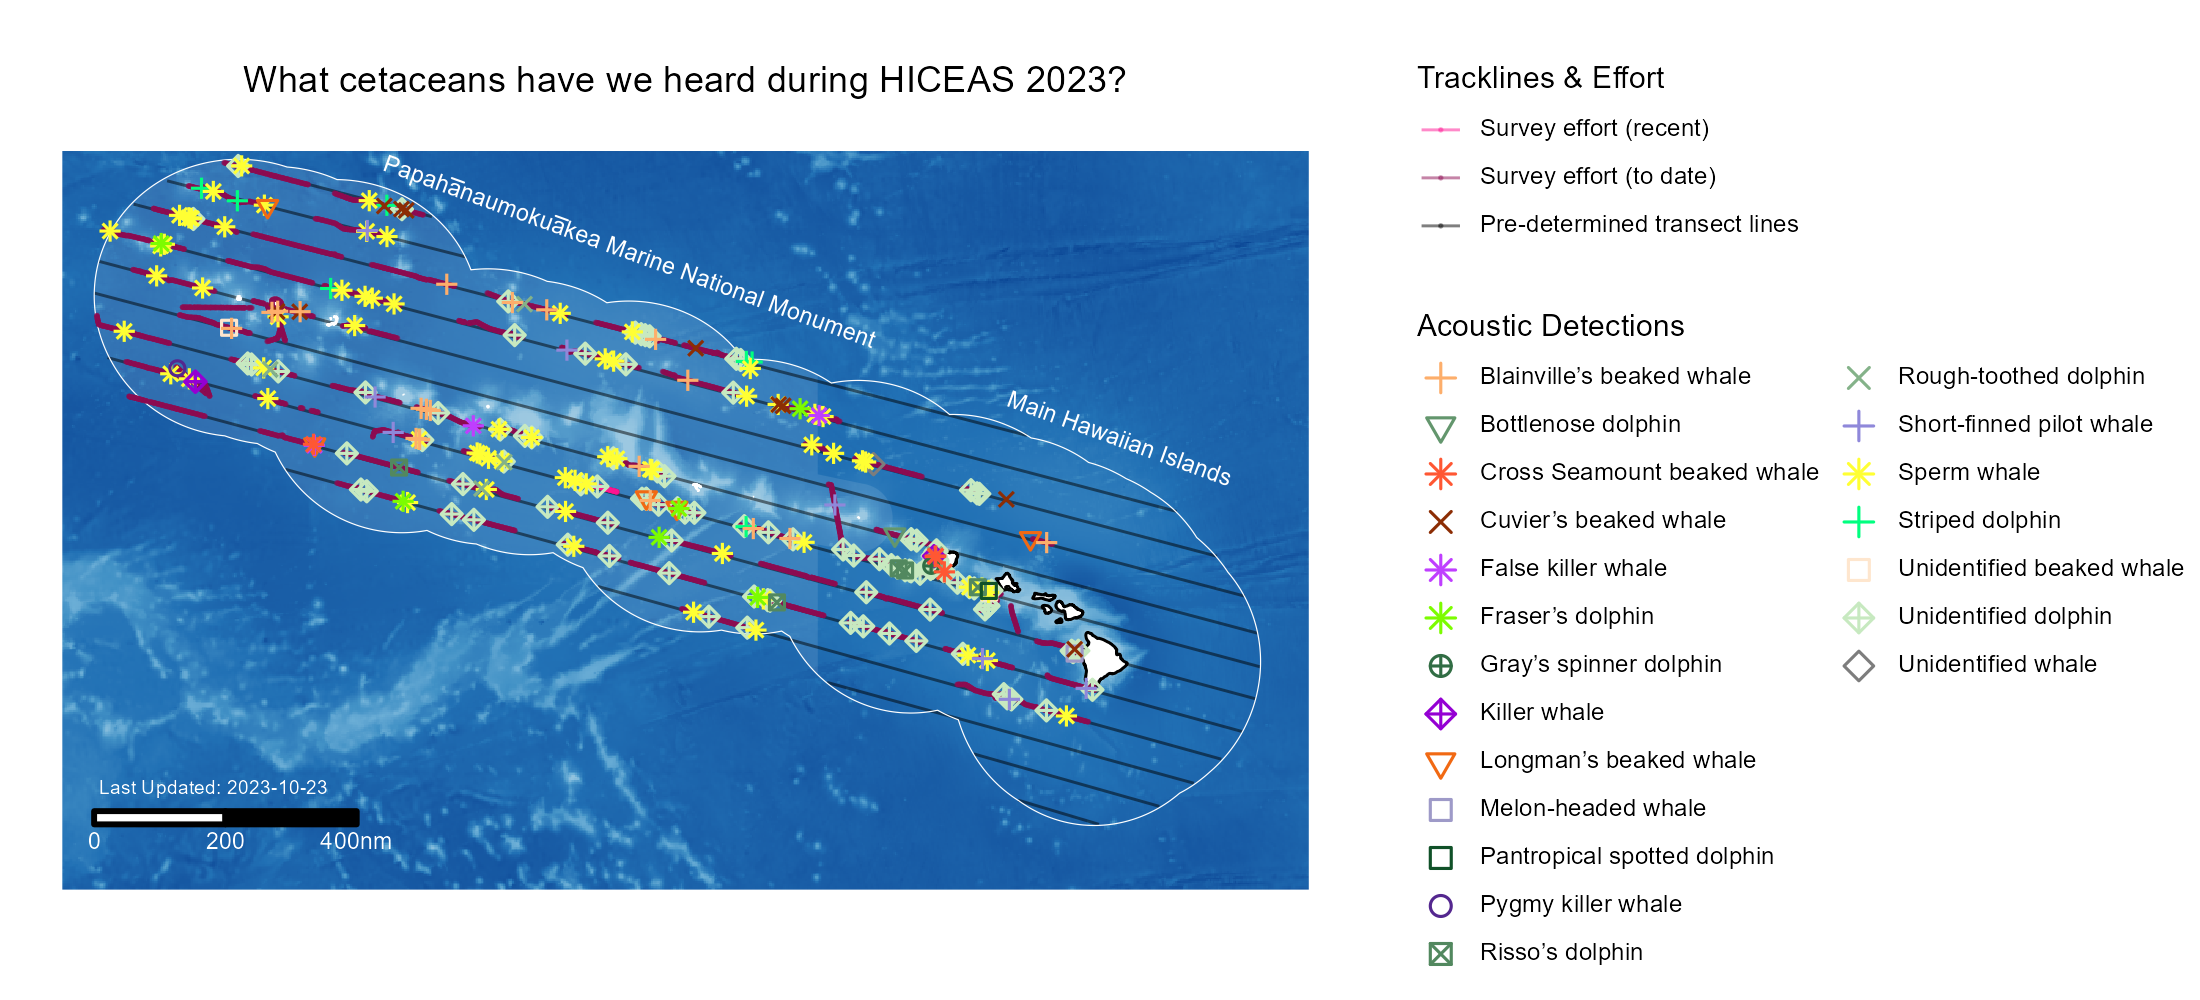 What cetaceans have we heard during HICEAS 2023?
Papahānaumokuākea Marine National Monument
Main Hawaiian Islands
Last Updated: 2023-10-23
0 200 400nm
Tracklines & Effort
Survey effort (recent)
Survey effort (to date)
Pre-determined transect lines
Acoustic Detections
Blainville’s beaked whale
Bottlenose dolphin
Cross Seamount beaked whale
Cuvier’s beaked whale
False killer whale
Fraser’s dolphin
Gray’s spinner dolphin
Killer whale
Longman’s beaked whale
Melon-headed whale
Pantropical spotted dolphin
Pygmy killer whale
Risso’s dolphin
Rough-toothed dolphin
Short-finned pilot whale
Sperm whale
Striped dolphin
Unidentified beaked whale
Unidentified dolphin
Unidentified whale